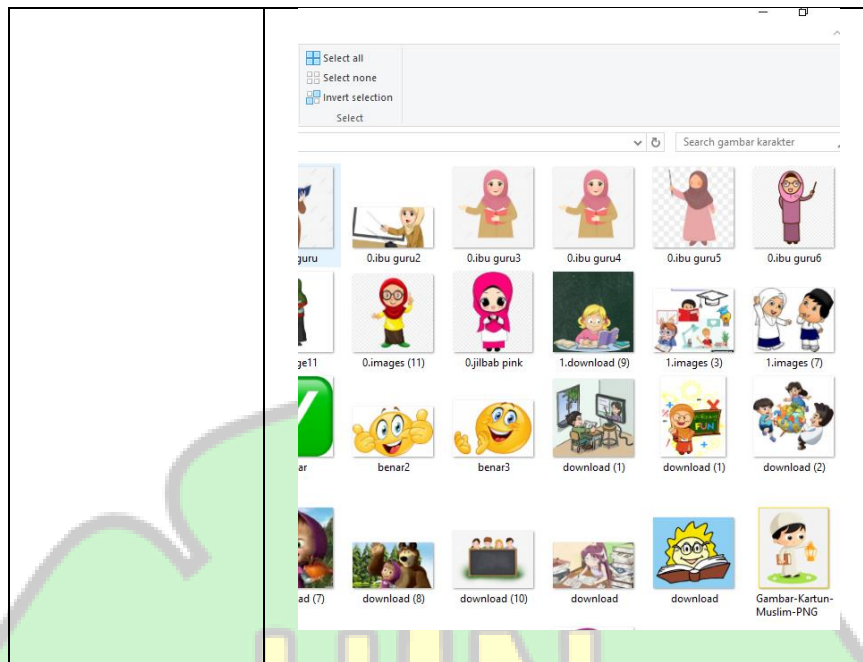 Select all
Select none
Invert selection
Select
Search gambar karakter
guru
0.ibu guru2
0.ibu guru3
0.ibu guru4
0.ibu guru5
0.ibu guru6
ge11
0.images (11)
0.jilbab pink
1.download (9)
1.images (3)
1.images (7)
FUN
ar
benar2
benar3
download (1)
download (1)
download (2)
ad (7)
download (8)
download (10)
download
download
Gambar-Kartun-
Muslim-PNG